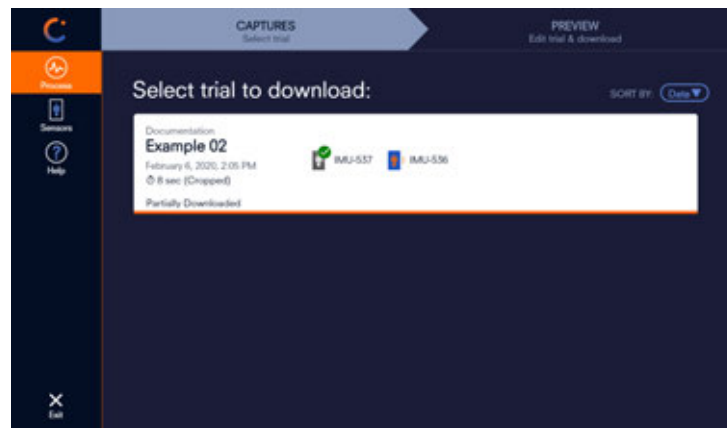 CAPTURES
Select trial
PREVIEW
Edit trial & download
Process
Sensors
Help
Exit
Select trial to download:
SORT BY: Date
Documentation
Example 02
February 6, 2020, 2:05 PM
8 sec (Cropped)
Partially Downloaded
IMU-537
IMU-536